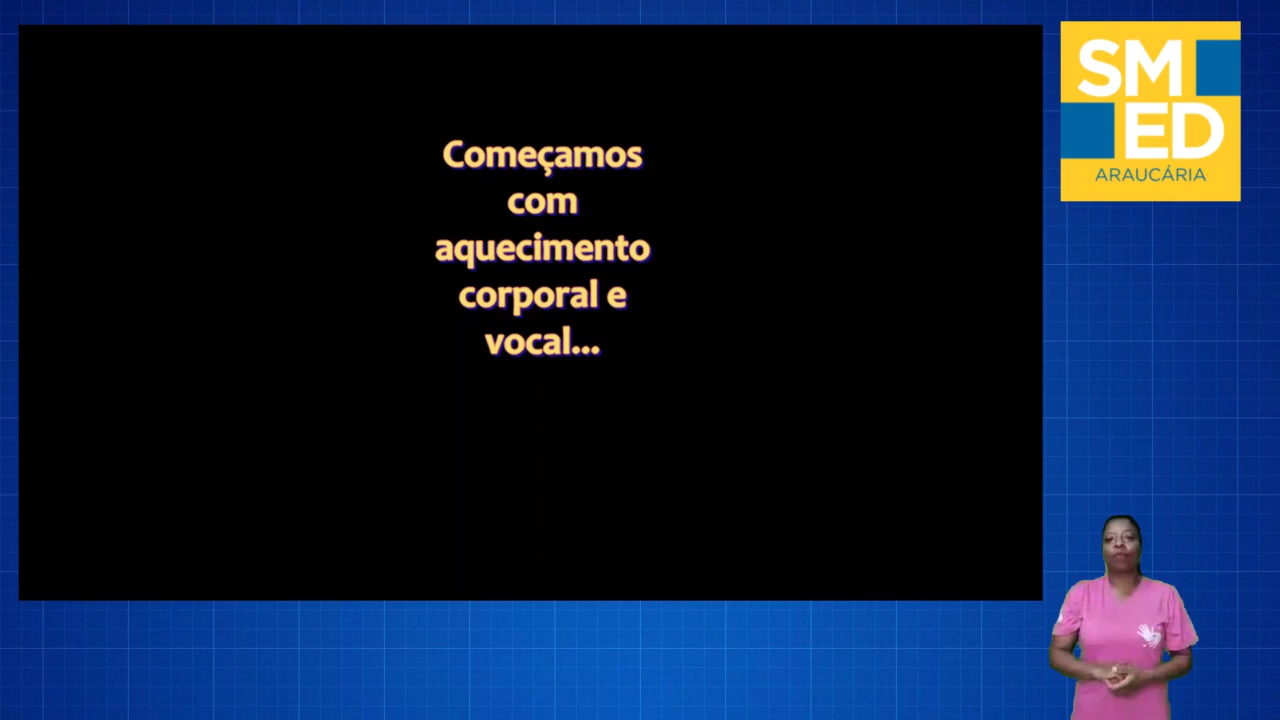 Começamos
com
aquecimento
corporal e
vocal...
SM
ED
ARAUCÁRIA